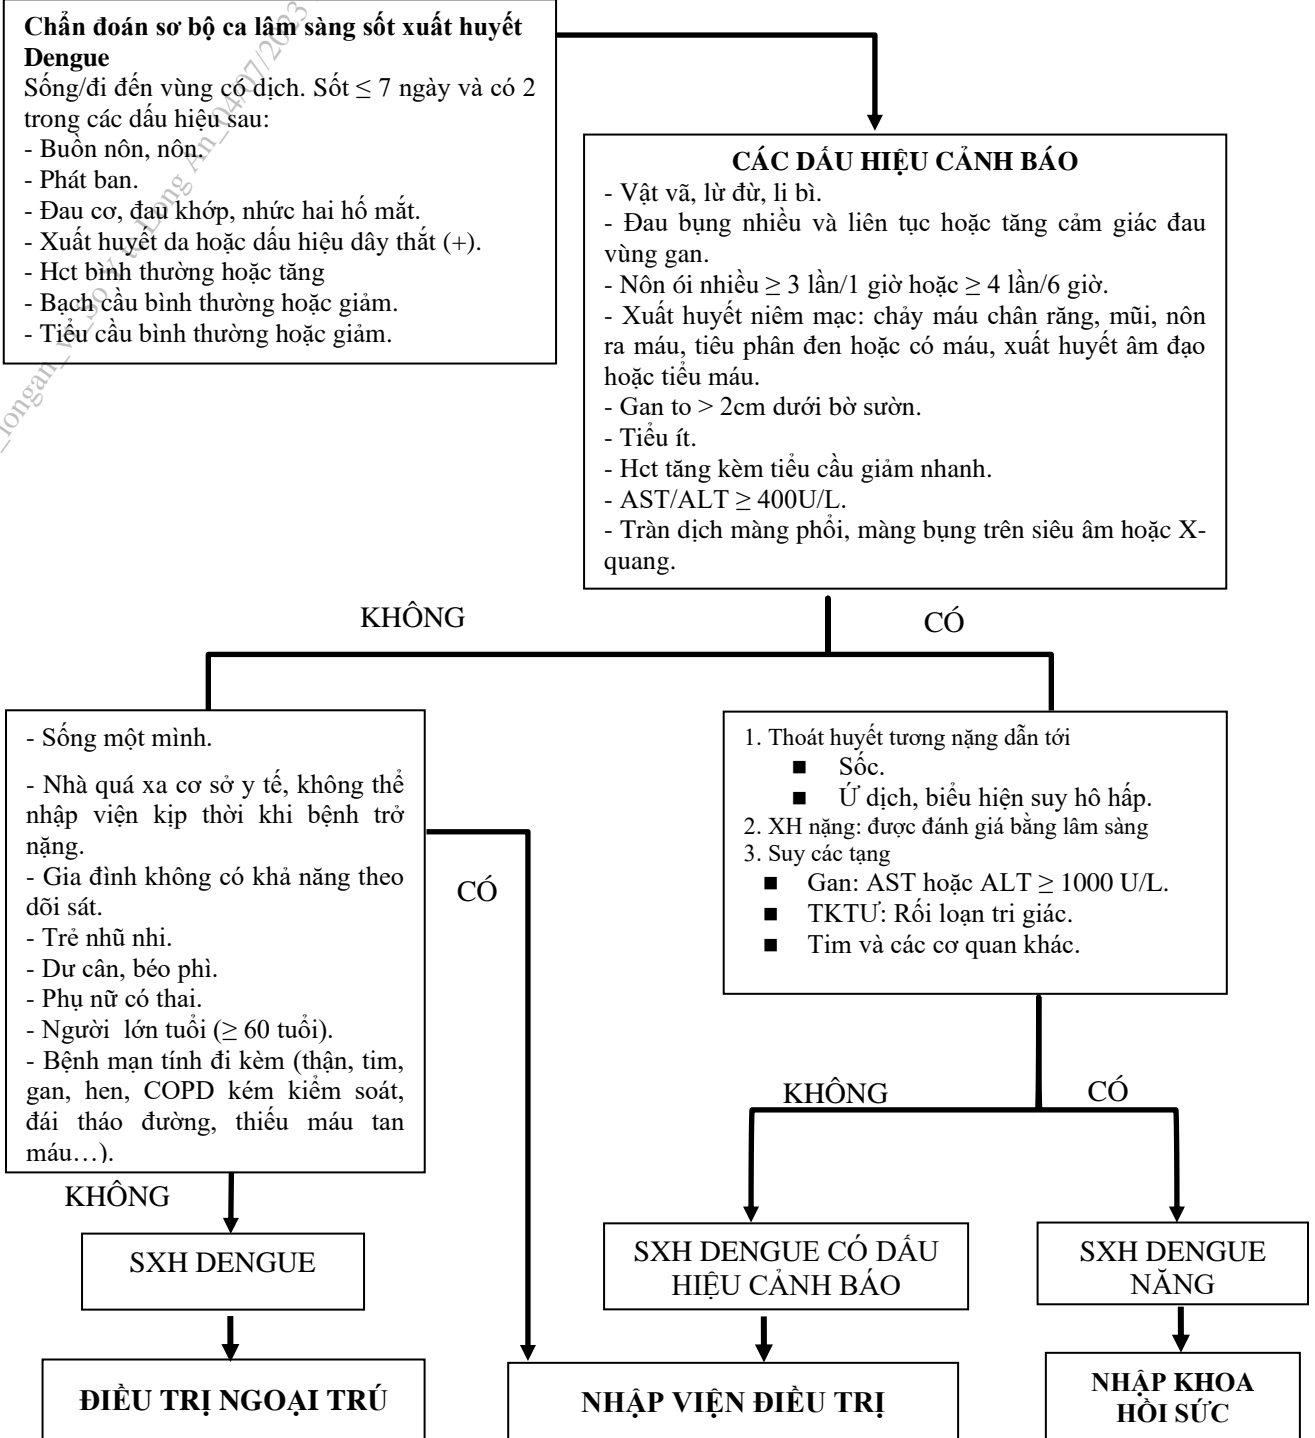 Chẩn đoán sơ bộ ca lâm sàng sốt xuất huyết
Dengue
Sống/đi đến vùng có dịch. Sốt ≤ 7 ngày và có 2
trong các dấu hiệu sau:
- Buồn nôn, nôn.
- Phát ban.
- Đau cơ, đau khớp, nhức hai hố mắt.
- Xuất huyết da hoặc dấu hiệu dây thắt (+).
- Hct bình thường hoặc tăng
- Bạch cầu bình thường hoặc giảm.
- Tiểu cầu bình thường hoặc giảm.
CÁC DẤU HIỆU CẢNH BÁO
- Vật vã, lừ đừ, li bì.
- Đau bụng nhiều và liên tục hoặc tăng cảm giác đau
vùng gan.
- Nôn ói nhiều ≥ 3 lần/1 giờ hoặc ≥ 4 lần/6 giờ.
- Xuất huyết niêm mạc: chảy máu chân răng, mũi, nôn
ra máu, tiêu phân đen hoặc có máu, xuất huyết âm đạo
hoặc tiểu máu.
- Gan to > 2cm dưới bờ sườn.
- Tiểu ít.
- Hct tăng kèm tiểu cầu giảm nhanh.
- AST/ALT ≥ 400U/L.
- Tràn dịch màng phổi, màng bụng trên siêu âm hoặc X-
quang.
KHÔNG
CÓ
- Sống một mình.
- Nhà quá xa cơ sở y tế, không thể
nhập viện kịp thời khi bệnh trở
nặng.
- Gia đình không có khả năng theo
dõi sát.
- Trẻ nhũ nhi.
- Dư cân, béo phì.
- Phụ nữ có thai.
- Người lớn tuổi (≥ 60 tuổi).
- Bệnh mạn tính đi kèm (thận, tim,
gan, hen, COPD kém kiểm soát,
đái tháo đường, thiếu máu tan
máu…).
CÓ
1. Thoát huyết tương nặng dẫn tới
■ Sốc.
■ Ứ dịch, biểu hiện suy hô hấp.
2. XH nặng: được đánh giá bằng lâm sàng
3. Suy các tạng
■ Gan: AST hoặc ALT ≥ 1000 U/L.
■ TKTƯ: Rối loạn tri giác.
■ Tim và các cơ quan khác.
KHÔNG
CÓ
KHÔNG
SXH DENGUE
SXH DENGUE CÓ DẤU
HIỆU CẢNH BÁO
SXH DENGUE
NĂNG
ĐIỀU TRỊ NGOẠI TRÚ
NHẬP VIỆN ĐIỀU TRỊ
NHẬP KHOA
HỒI SỨC